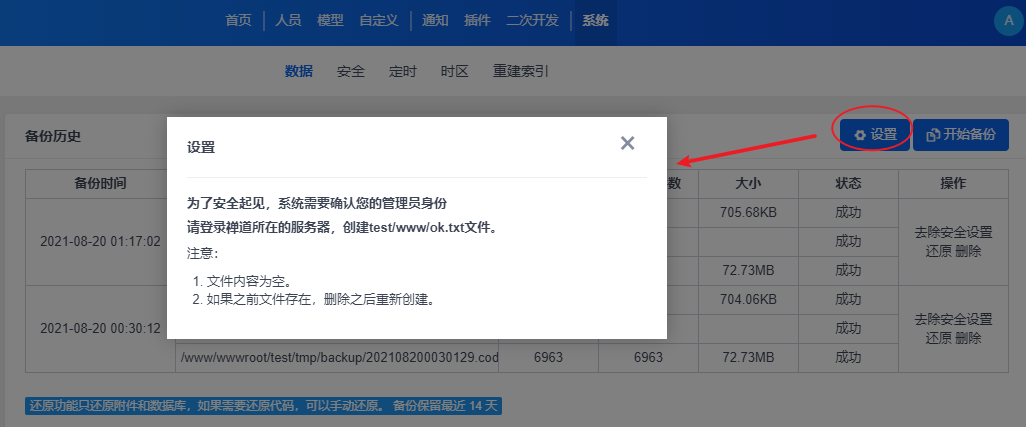 首页 人员 模型 自定义 通知 插件 二次开发 系统 A
数据 安全 定时 时区 重建索引
备份历史 设置 开始备份
备份时间 数 大小 状态 操作
设置
为了安全起见，系统需要确认您的管理员身份
请登录禅道所在的服务器，创建test/www/ok.txt文件。
注意：
1. 文件内容为空。
2. 如果之前文件存在，删除之后重新创建。
705.68KB 成功
2021-08-20 01:17:02 成功 去除安全设置
还原 删除
72.73MB 成功
704.06KB 成功
2021-08-20 00:30:12 成功 去除安全设置
还原 删除
/www/wwwroot/test/tmp/backup/202108200030129.cod 6963 6963 72.73MB 成功
还原功能只还原附件和数据库，如果需要还原代码，可以手动还原。 备份保留最近 14 天